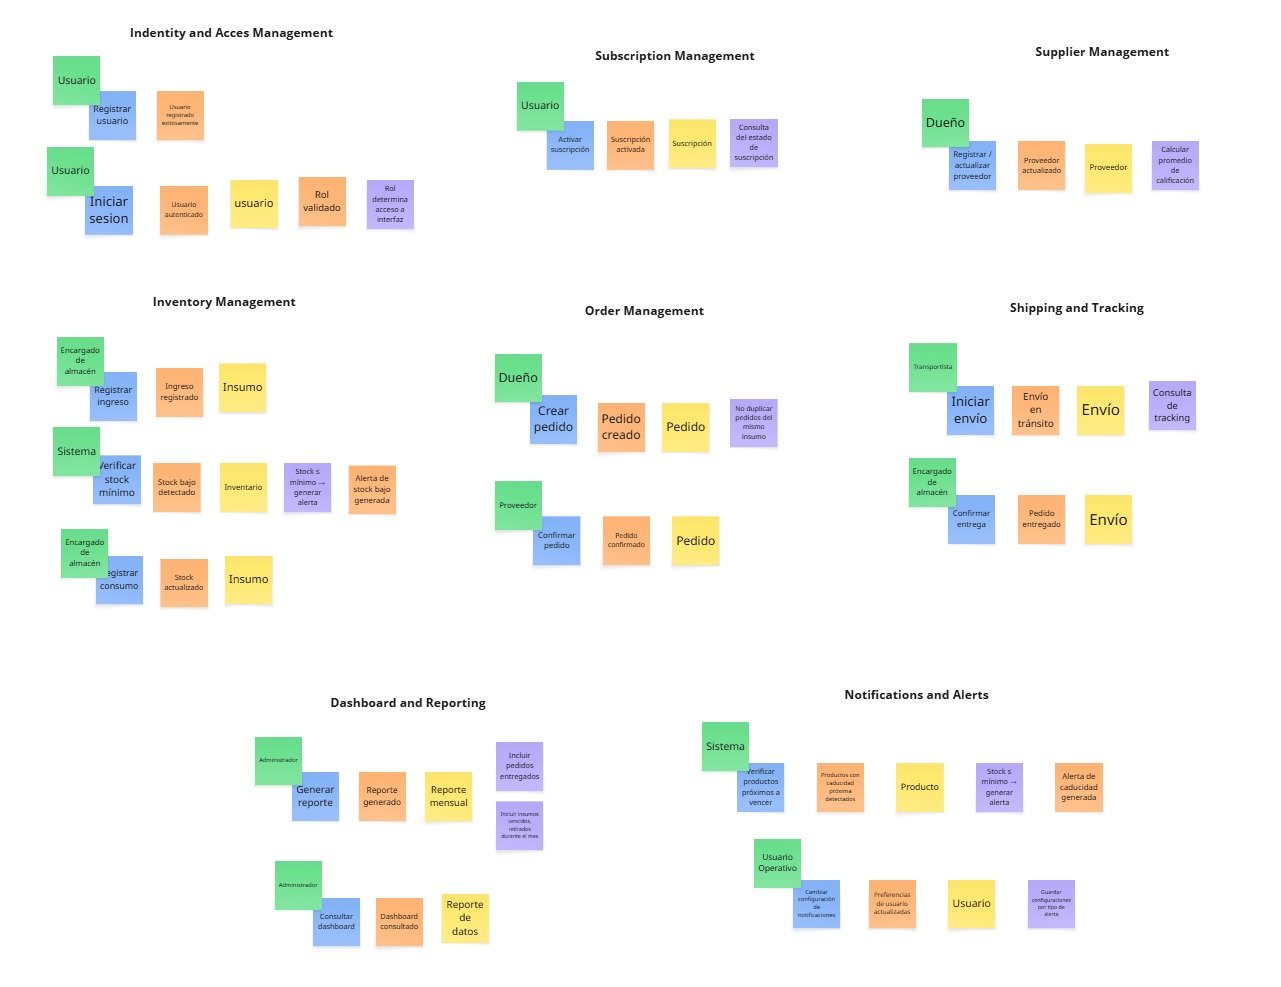 Indentity and Acces Management
Usuario
Registrar
usuario
Usuario
registrado
exitosamente
Usuario
Iniciar
sesion
Usuario
autenticado
usuario
Rol
validado
Rol
determina
acceso a
interfaz
Subscription Management
Usuario
Activar
suscripción
Suscripción
activada
Suscripción
Consulta
del estado
de
suscripción
Supplier Management
Dueño
Registrar /
actualizar
proveedor
Proveedor
actualizado
Proveedor
Calcular
promedio
de
calificación
Inventory Management
Encargado
de
almacén
Registrar
ingreso
Ingreso
registrado
Insumo
Sistema
Verificar
stock
mínimo
Stock bajo
detectado
Inventario
Stock ≤
mínimo →
generar
alerta
Alerta de
stock bajo
generada
Encargado
de
almacén
egistrar
consumo
Stock
actualizado
Insumo
Order Management
Dueño
Crear
pedido
Pedido
creado
Pedido
No duplicar
pedidos del
mismo
insumo
Proveedor
Confirmar
pedido
Pedido
confirmado
Pedido
Shipping and Tracking
Transportista
Iniciar
envío
Envío
en
tránsito
Envío
Consulta
de
tracking
Encargado
de
almacén
Confirmar
entrega
Pedido
entregado
Envío
Dashboard and Reporting
Administrador
Generar
reporte
Reporte
generado
Reporte
mensual
Incluir
pedidos
entregados
Incluir insumos
vencidos,
retirados
durante el mes
Administrador
Consultar
dashboard
Dashboard
consultado
Reporte
de
datos
Notifications and Alerts
Sistema
Verificar
productos
próximos a
vencer
Productos con
caducidad
próxima
detectados
Producto
Stock ≤
mínimo →
generar
alerta
Alerta de
caducidad
generada
Usuario
Operativo
Cambiar
configuración
de
notificaciones
Preferencias
de usuario
actualizadas
Usuario
Guardar
configuraciones
por tipo de
alerta